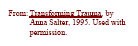 From: Transforming Trauma, by
Anna Salter, 1995. Used with
permission.